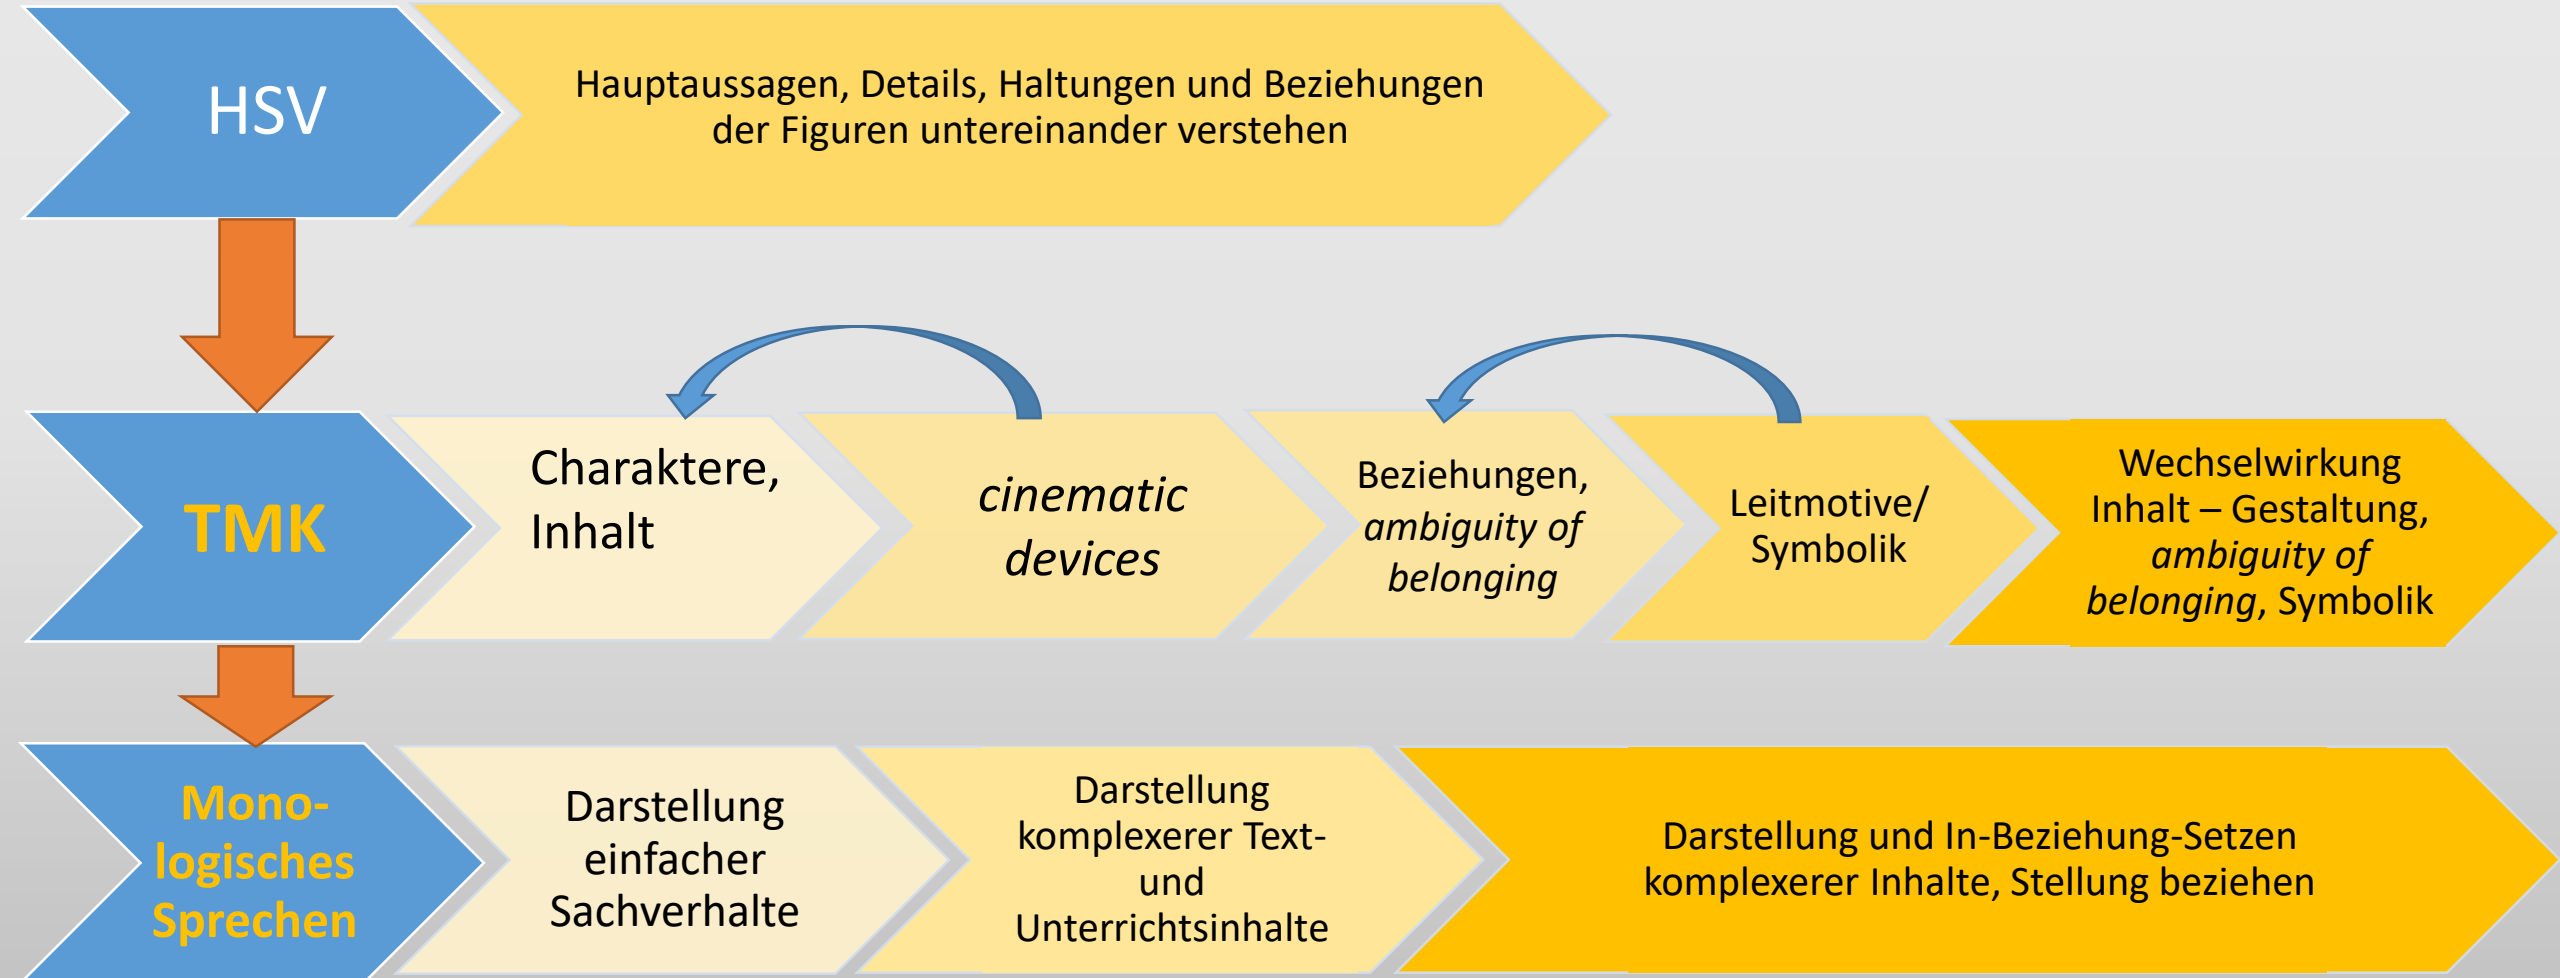 HSV
Hauptaussagen, Details, Haltungen und Beziehungen
der Figuren untereinander verstehen
TMK
Charaktere,
Inhalt
cinematic
devices
Beziehungen,
ambiguity of
belonging
Leitmotive/
Symbolik
Wechselwirkung
Inhalt – Gestaltung,
ambiguity of
belonging, Symbolik
Mono-
logisches
Sprechen
Darstellung
einfacher
Sachverhalte
Darstellung
komplexerer Text-
und
Unterrichtsinhalte
Darstellung und In-Beziehung-Setzen
komplexerer Inhalte, Stellung beziehen